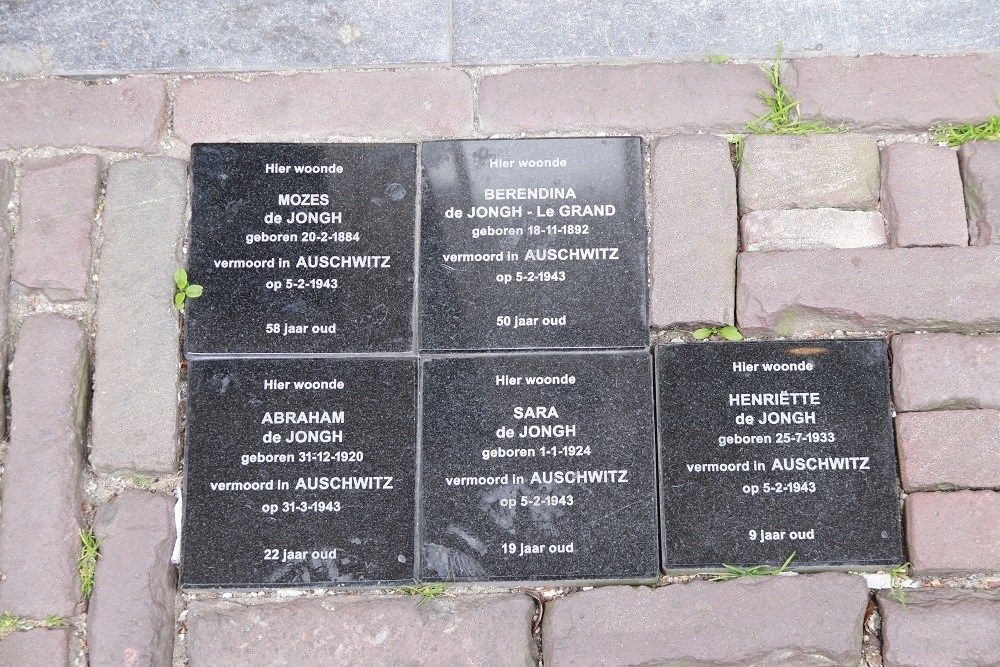 Hier woonde
MOZES
de JONGH
geboren 20-2-1884
vermoord in AUSCHWITZ
op 5-2-1943
58 jaar oud
Hier woonde
BERENDINA
de JONGH - Le GRAND
geboren 18-11-1892
vermoord in AUSCHWITZ
op 5-2-1943
50 jaar oud
Hier woonde
ABRAHAM
de JONGH
geboren 31-12-1920
vermoord in AUSCHWITZ
op 31-3-1943
22 jaar oud
Hier woonde
SARA
de JONGH
geboren 1-1-1924
vermoord in AUSCHWITZ
op 5-2-1943
19 jaar oud
Hier woonde
HENRIËTTE
de JONGH
geboren 25-7-1933
vermoord in AUSCHWITZ
op 5-2-1943
9 jaar oud